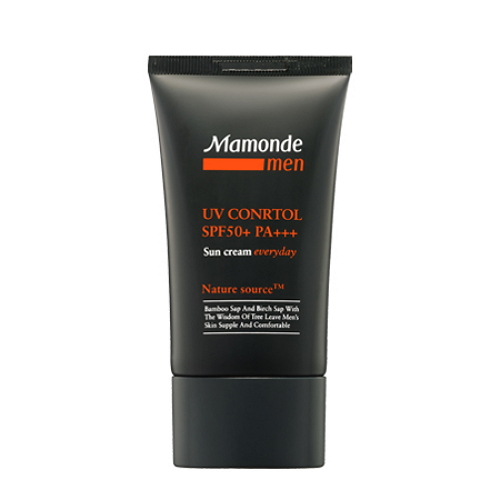 Mamonde
men
UV CONRTOL
SPF50+ PA+++
Sun cream everyday
Nature source™
Bamboo Sap And Birch Sap With
The Wisdom Of Tree Leave Men's
Skin Supple And Comfortable